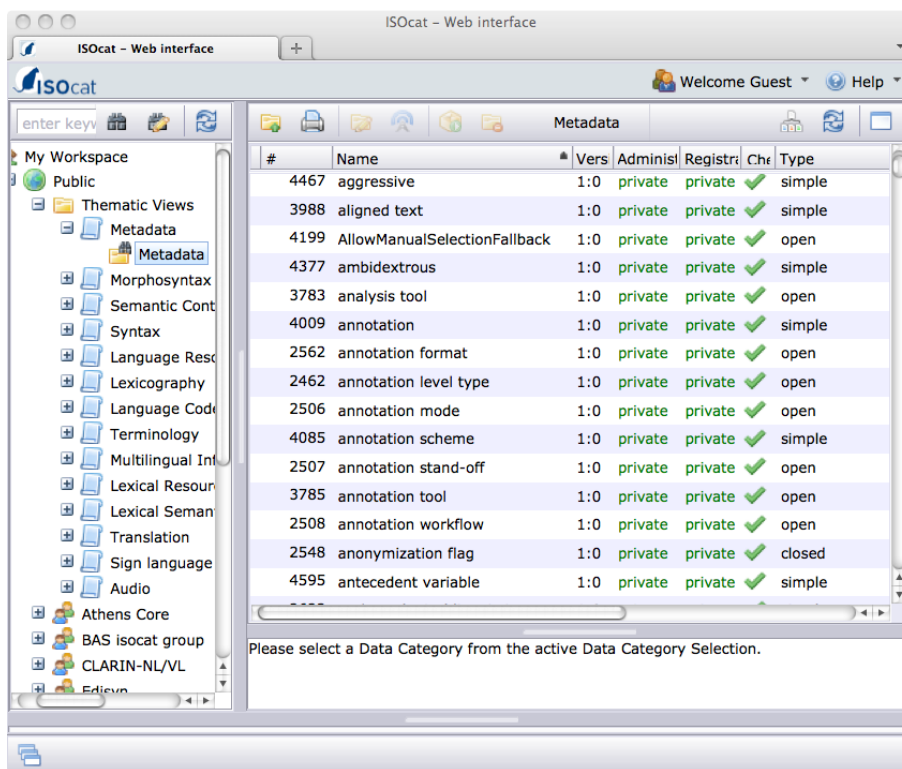 ISOcat – Web interface
ISOcat – Web interface
ISOcat
Welcome Guest
Help
enter keyw
Metadata
My Workspace
Public
Thematic Views
Metadata
Metadata
Morphosyntax
Semantic Cont
Syntax
Language Reso
Lexicography
Language Code
Terminology
Multilingual Inf
Lexical Resour
Lexical Seman
Translation
Sign language
Audio
Athens Core
BAS isocat group
CLARIN-NL/VL
Edisyn
# Name Vers Administ Registra Che Type
4467 aggressive 1:0 private private simple
3988 aligned text 1:0 private private simple
4199 AllowManualSelectionFallback 1:0 private private open
4377 ambidextrous 1:0 private private simple
3783 analysis tool 1:0 private private open
4009 annotation 1:0 private private simple
2562 annotation format 1:0 private private open
2462 annotation level type 1:0 private private open
2506 annotation mode 1:0 private private open
4085 annotation scheme 1:0 private private simple
2507 annotation stand-off 1:0 private private open
3785 annotation tool 1:0 private private open
2508 annotation workflow 1:0 private private open
2548 anonymization flag 1:0 private private closed
4595 antecedent variable 1:0 private private simple
Please select a Data Category from the active Data Category Selection.